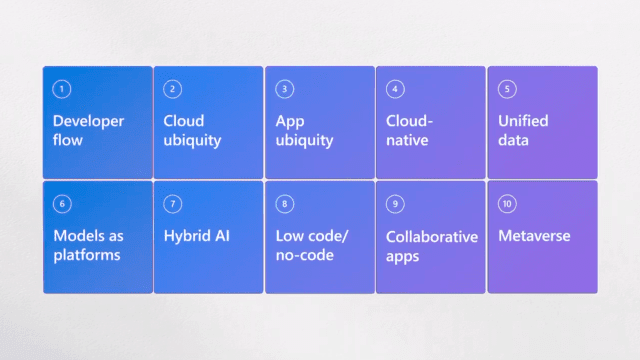 1
Developer
flow
2
Cloud
ubiquity
3
App
ubiquity
4
Cloud-
native
5
Unified
data
6
Models as
platforms
7
Hybrid AI
8
Low code/
no-code
9
Collaborative
apps
10
Metaverse